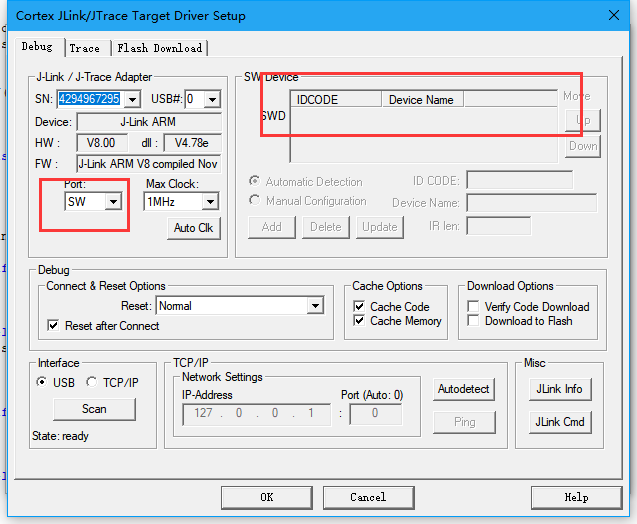 Cortex JLink/JTrace Target Driver Setup
Debug Trace Flash Download
J-Link / J-Trace Adapter
SN: 4294967295 USB#: 0
Device: J-Link ARM
HW : V8.00 dll : V4.78e
FW : J-Link ARM V8 compiled Nov
Port: Max Clock:
SW 1MHz
Auto Clk
SW Device
IDCODE Device Name Move
SWD Up
Down
Automatic Detection ID CODE:
Manual Configuration Device Name:
Add Delete Update IR len:
Debug
Connect & Reset Options
Reset: Normal
Reset after Connect
Cache Options
Cache Code
Cache Memory
Download Options
Verify Code Download
Download to Flash
Interface
USB TCP/IP
Scan
State: ready
TCP/IP
Network Settings
IP-Address Port (Auto: 0)
127 . 0 . 0 . 1 : 0
Autodetect
Ping
Misc
JLink Info
JLink Cmd
OK Cancel Help